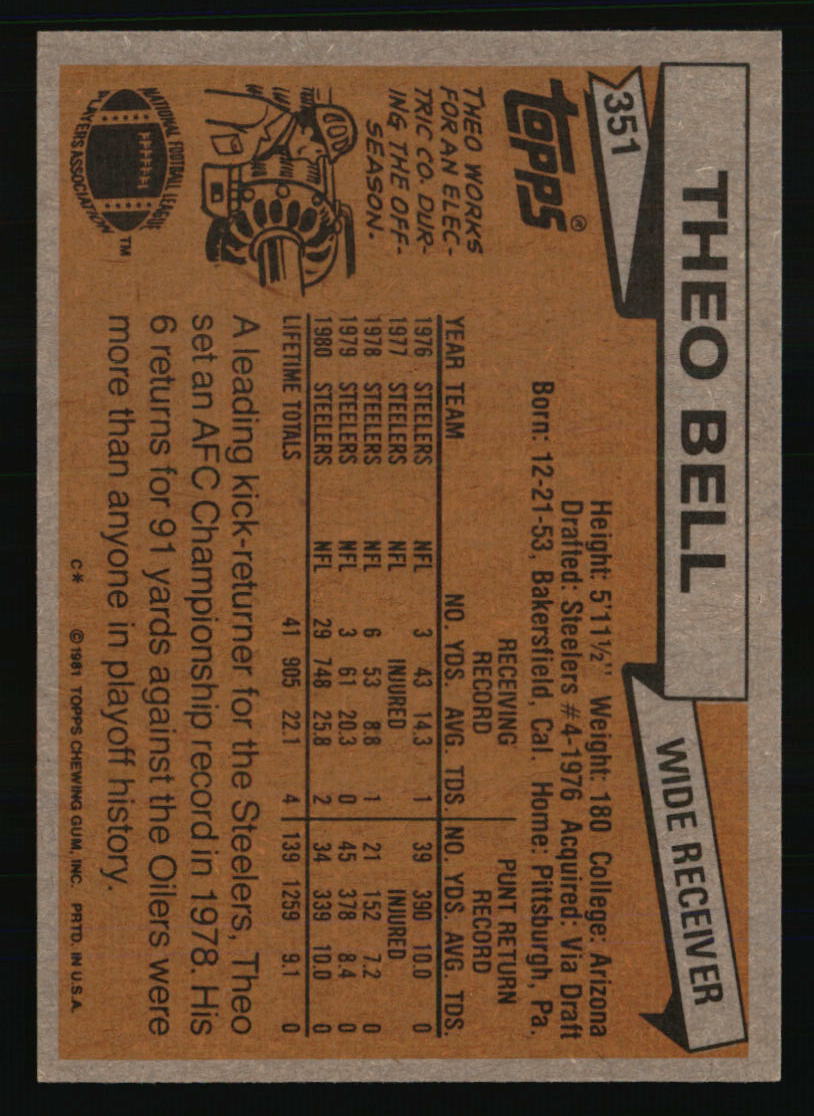 THEO BELL
WIDE RECEIVER
351
topps®
Height: 5'11½" Weight: 180 College: Arizona
Drafted: Steelers #4-1976 Acquired: Via Draft
Born: 12-21-53, Bakersfield, Cal. Home: Pittsburgh, Pa.
THEO WORKS
FOR AN ELEC-
TRIC CO. DUR-
ING THE OFF-
SEASON.
RECEIVING PUNT RETURN
RECORD RECORD
YEAR TEAM NO. YDS. AVG. TDS NO. YDS. AVG. TDS.
1976 STEELERS NFL 3 43 14.3 1 39 390 10.0 0
1977 STEELERS NFL INJURED INJURED
1978 STEELERS NFL 6 53 8.8 1 21 152 7.2 0
1979 STEELERS NFL 3 61 20.3 0 45 378 8.4 0
1980 STEELERS NFL 29 748 25.8 2 34 339 10.0 0
LIFETIME TOTALS 41 905 22.1 4 139 1259 9.1 0
A leading kick-returner for the Steelers, Theo
set an AFC Championship record in 1978. His
6 returns for 91 yards against the Oilers were
more than anyone in playoff history.
NATIONAL FOOTBALL LEAGUE
PLAYERS ASSOCIATION
TM
C* ©1981 TOPPS CHEWING GUM, INC. PRTD. IN U.S.A.